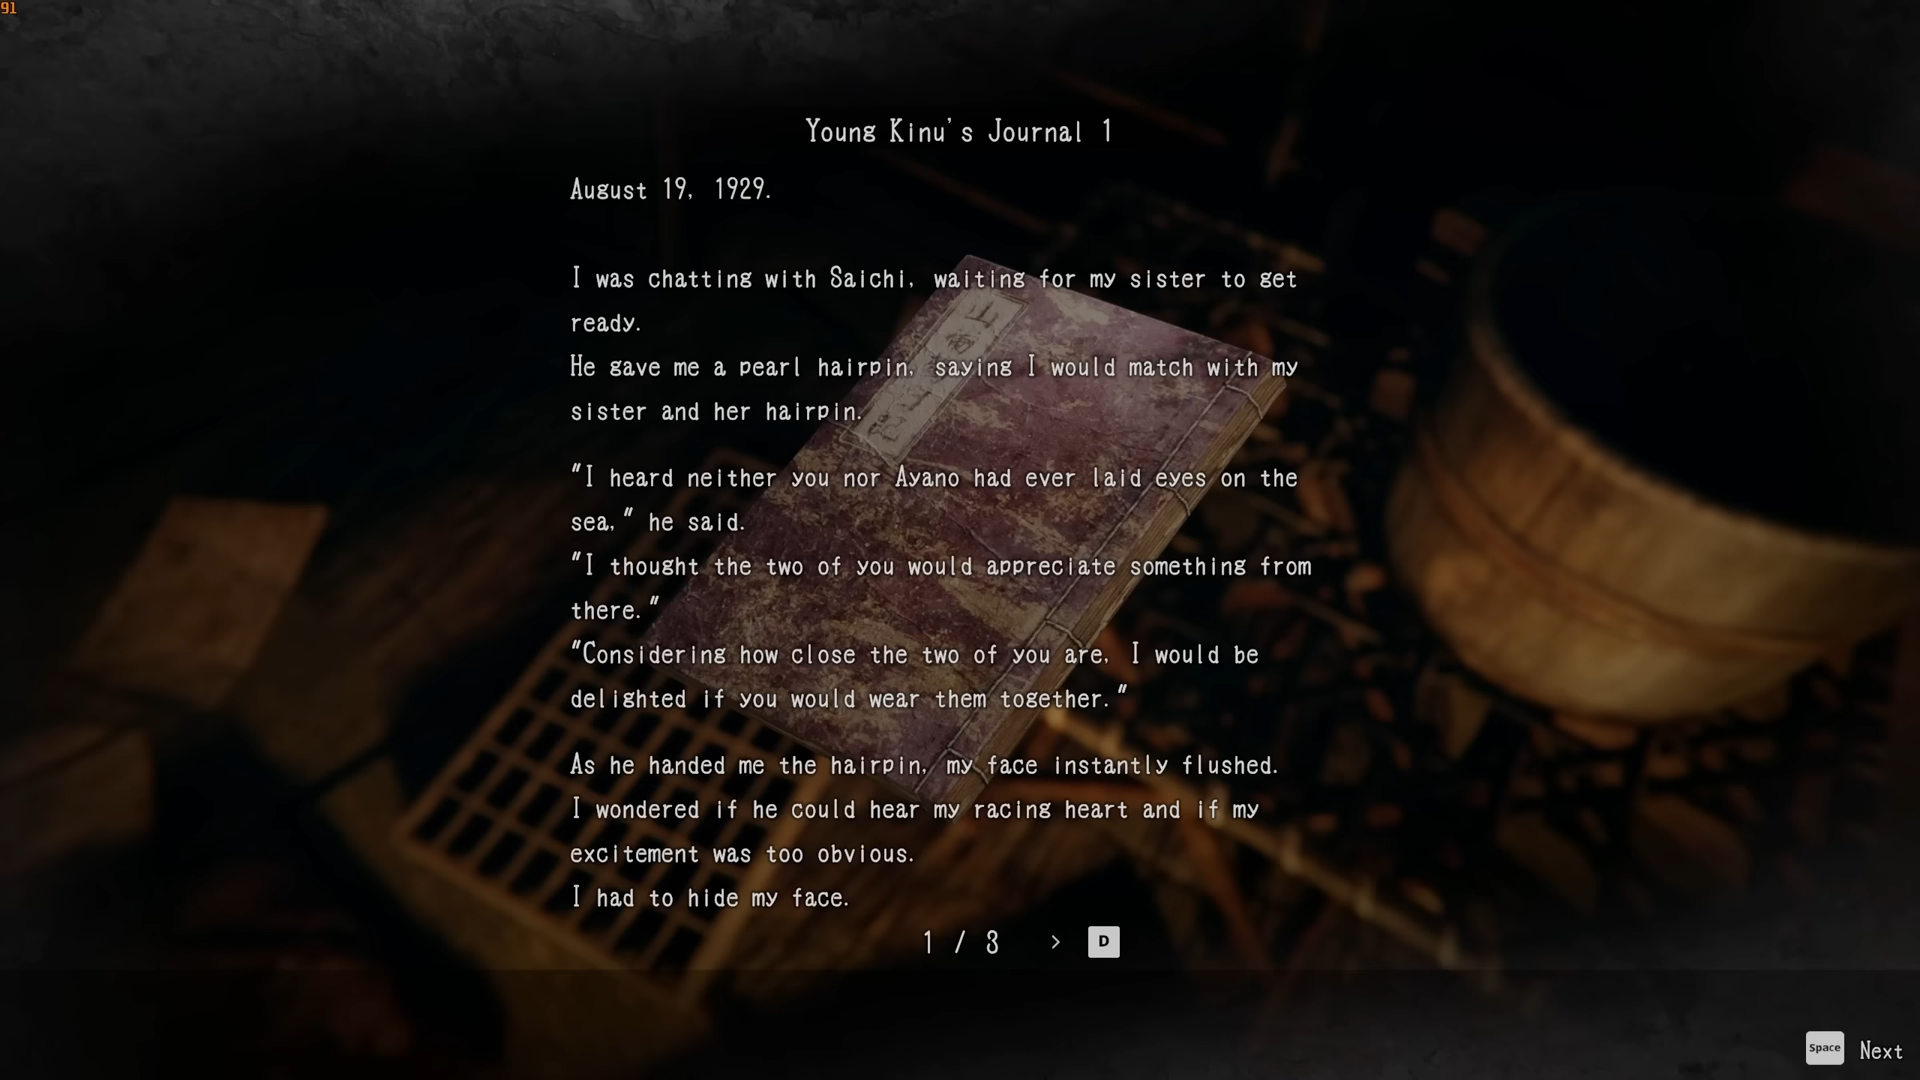 91
Young Kinu's Journal 1
August 19, 1929.
I was chatting with Saichi, waiting for my sister to get
ready.
He gave me a pearl hairpin, saying I would match with my
sister and her hairpin.
"I heard neither you nor Ayano had ever laid eyes on the
sea," he said.
"I thought the two of you would appreciate something from
there."
"Considering how close the two of you are, I would be
delighted if you would wear them together."
As he handed me the hairpin, my face instantly flushed.
I wondered if he could hear my racing heart and if my
excitement was too obvious.
I had to hide my face.
1 / 3 > D
Space Next